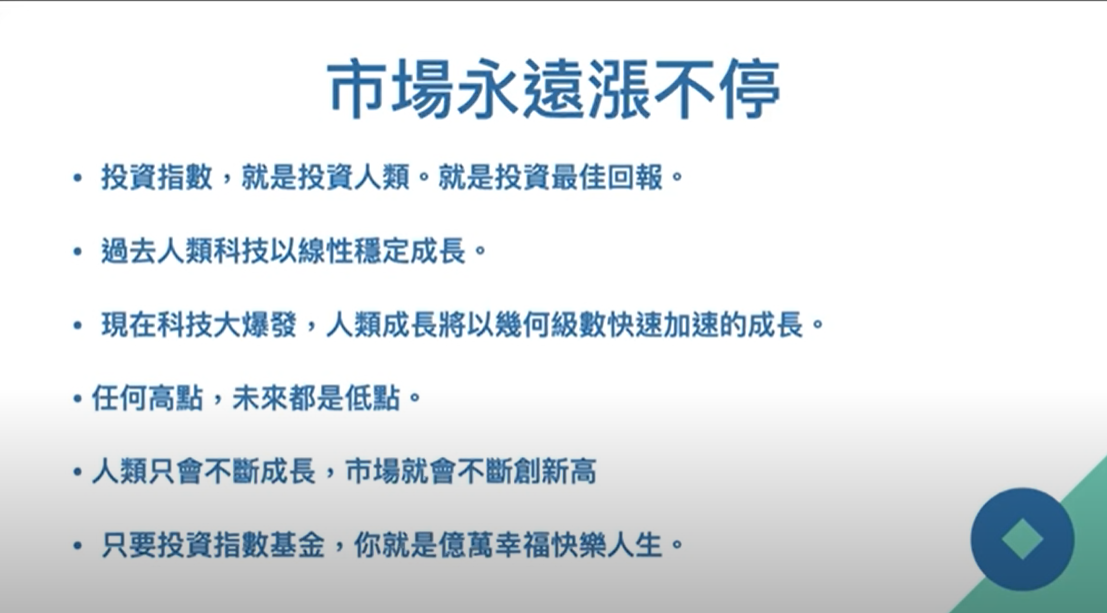 市場永遠漲不停
• 投資指數，就是投資人類。就是投資最佳回報。
• 過去人類科技以線性穩定成長。
• 現在科技大爆發，人類成長將以幾何級數快速加速的成長。
• 任何高點，未來都是低點。
• 人類只會不斷成長，市場就會不斷創新高
• 只要投資指數基金，你就是億萬幸福快樂人生。